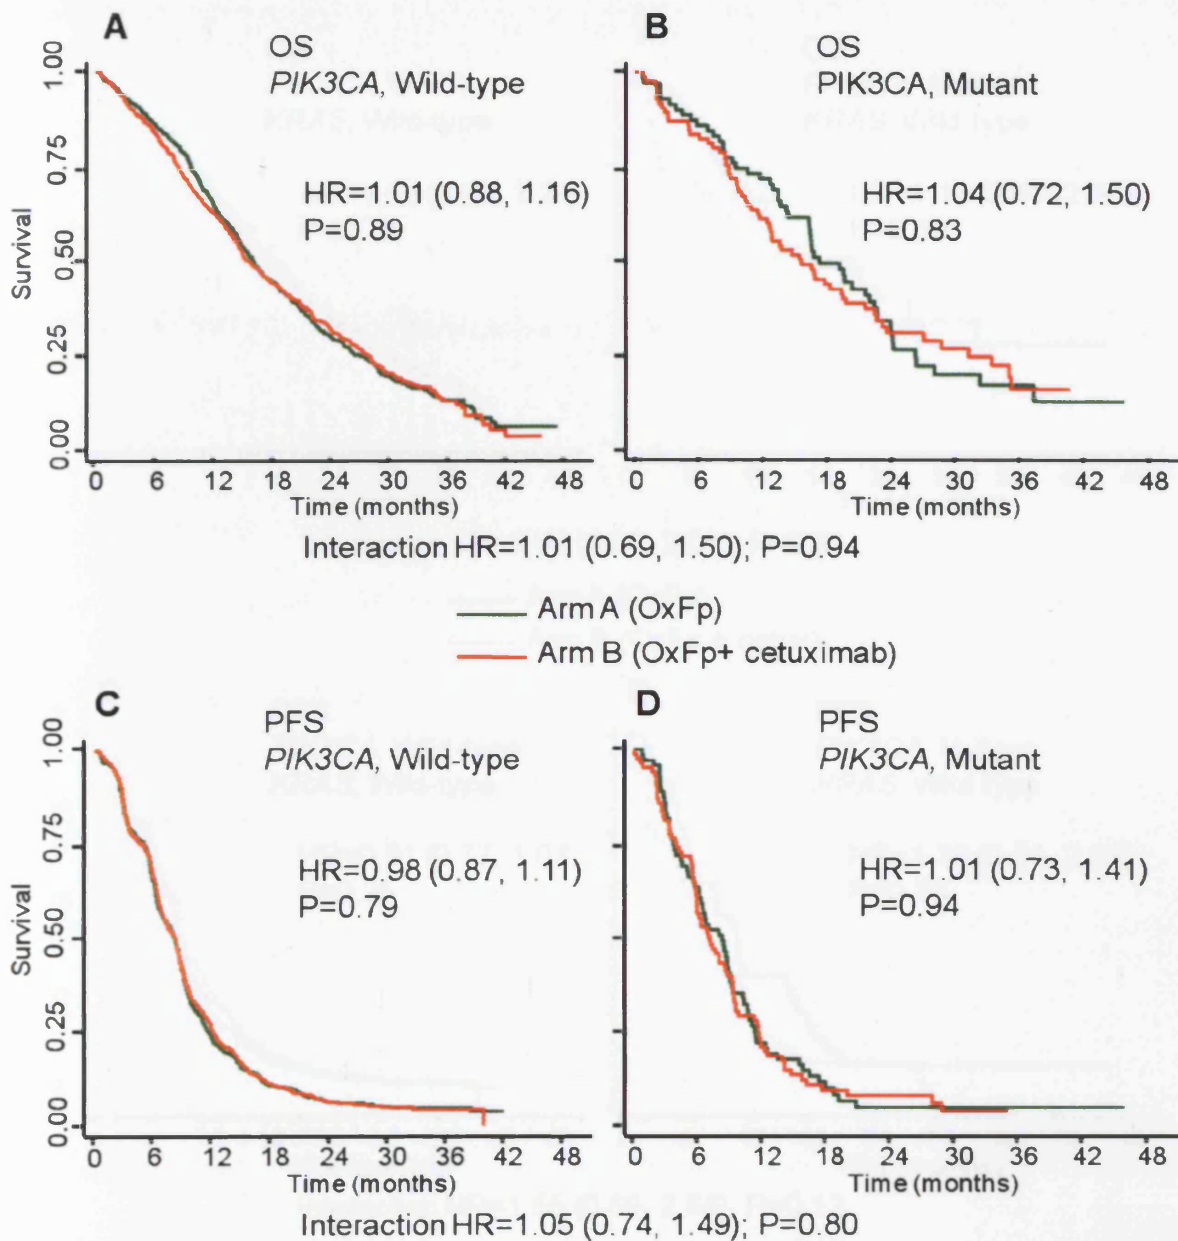 A
B
OS
PIK3CA, Wild-type
OS
PIK3CA, Mutant
HR=1.01 (0.88, 1.16)
P=0.89
HR=1.04 (0.72, 1.50)
P=0.83
Survival
1.00
0.75
0.50
0.25
0.00
0 6 12 18 24 30 36 42 48
Time (months)
0 6 12 18 24 30 36 42 48
Time (months)
Interaction HR=1.01 (0.69, 1.50); P=0.94
Arm A (OxFp)
Arm B (OxFp+ cetuximab)
C
D
PFS
PIK3CA, Wild-type
PFS
PIK3CA, Mutant
HR=0.98 (0.87, 1.11)
P=0.79
HR=1.01 (0.73, 1.41)
P=0.94
Survival
1.00
0.75
0.50
0.25
0.00
0 6 12 18 24 30 36 42 48
Time (months)
0 6 12 18 24 30 36 42 48
Time (months)
Interaction HR=1.05 (0.74, 1.49); P=0.80